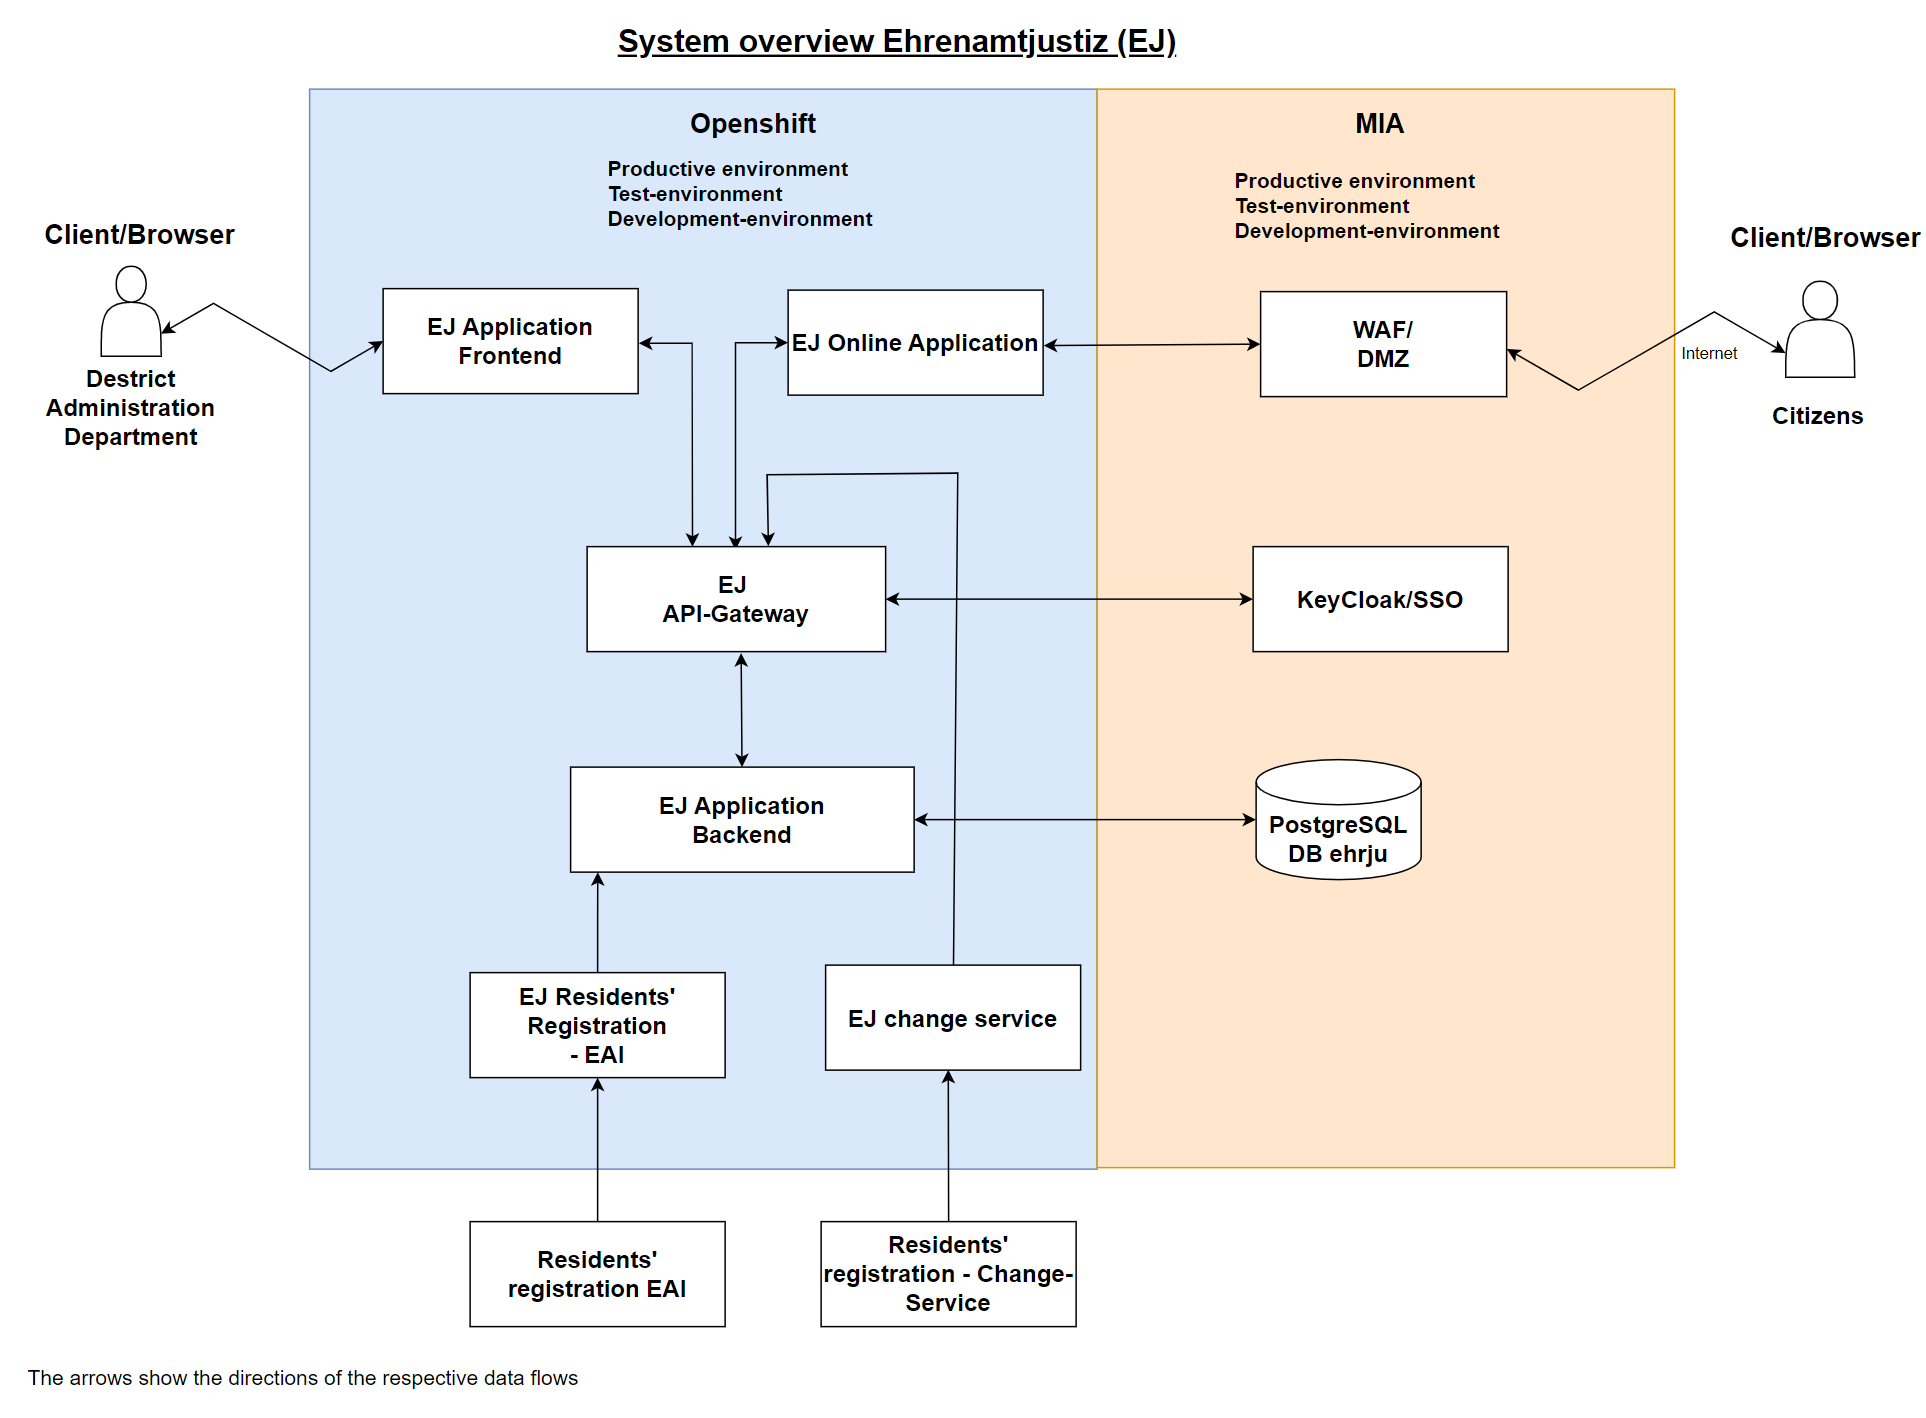 System overview Ehrenamtjustiz (EJ)
Openshift
Productive environment
Test-environment
Development-environment
MIA
Productive environment
Test-environment
Development-environment
Client/Browser
Destrict
Administration
Department
Client/Browser
Internet
Citizens
EJ Application
Frontend
EJ Online Application
WAF/
DMZ
EJ
API-Gateway
KeyCloak/SSO
EJ Application
Backend
PostgreSQL
DB ehrju
EJ Residents'
Registration
- EAI
EJ change service
Residents'
registration EAI
Residents'
registration - Change-
Service
The arrows show the directions of the respective data flows